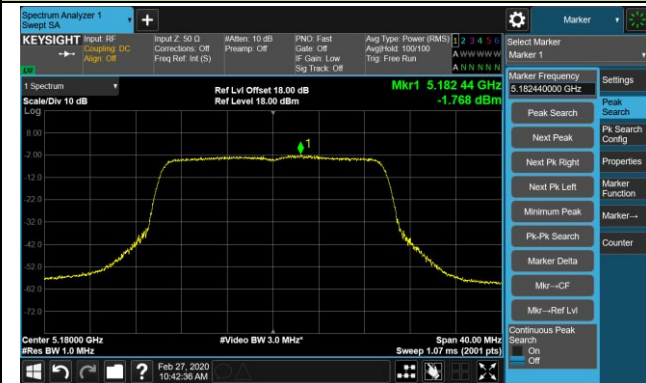 Spectrum Analyzer 1
Swept SA
+
Marker
KEYSIGHT
Input: RF
Coupling: DC
Align: Off
Input Z: 50 Ω
Corrections: Off
Freq Ref: Int (S)
#Atten: 10 dB
Preamp: Off
PNO: Fast
Gate: Off
IF Gain: Low
Sig Track: Off
Avg Type: Power (RMS)
Avg|Hold: 100/100
Trig: Free Run
1 2 3 4 5 6
A W W W W W
A N N N N N
Select Marker
Marker 1
1 Spectrum
Scale/Div 10 dB
Log
Ref Lvl Offset 18.00 dB
Ref Level 18.00 dBm
Mkr1 5.182 44 GHz
-1.768 dBm
8.00
-2.00
-12.0
-22.0
-32.0
-42.0
-52.0
-62.0
-72.0
1
Center 5.18000 GHz
#Res BW 1.0 MHz
#Video BW 3.0 MHz*
Span 40.00 MHz
Sweep 1.07 ms (2001 pts)
Marker Frequency
5.182440000 GHz
Peak Search
Next Peak
Next Pk Right
Next Pk Left
Minimum Peak
Pk-Pk Search
Marker Delta
Mkr→CF
Mkr→Ref Lvl
Continuous Peak
Search
On
Off
Settings
Peak
Search
Pk Search
Config
Properties
Marker
Function
Marker→
Counter
?
Feb 27, 2020
10:42:36 AM